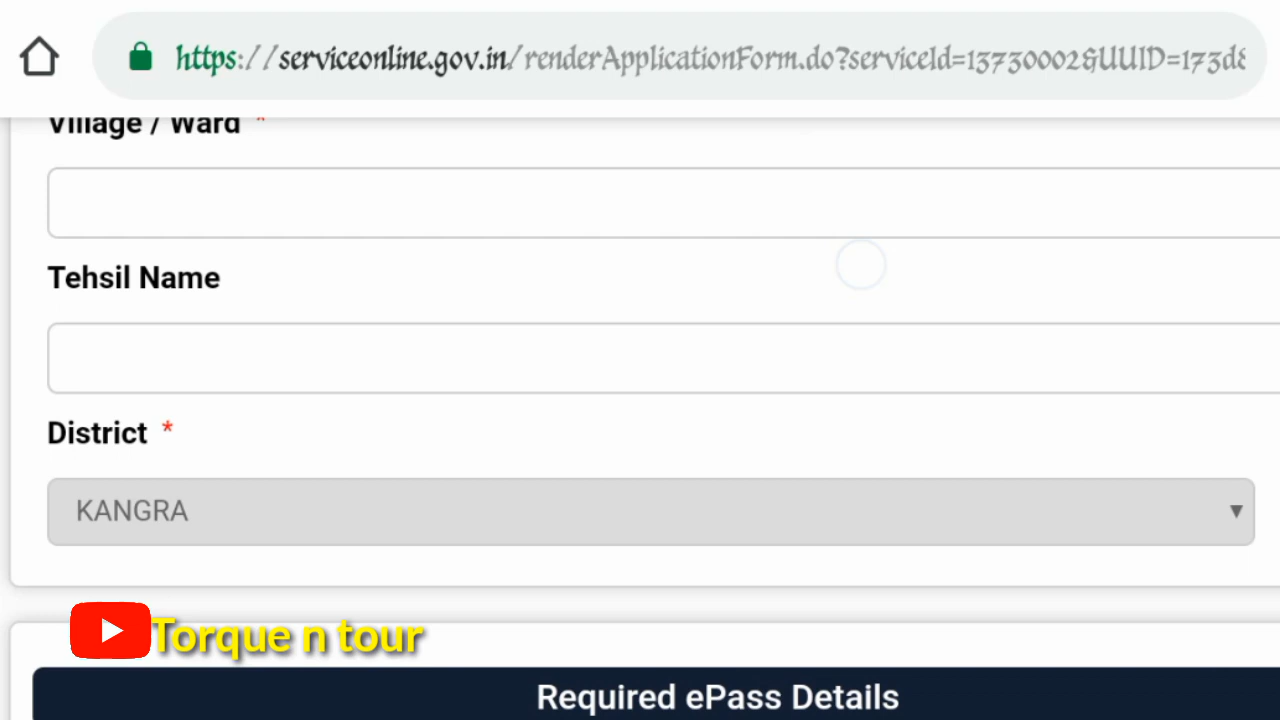 https://serviceonline.gov.in/renderApplicationForm.do?serviceId=13730002&UUID=173d8
Village / Ward *
Tehsil Name
District *
KANGRA
Torque n tour
Required ePass Details